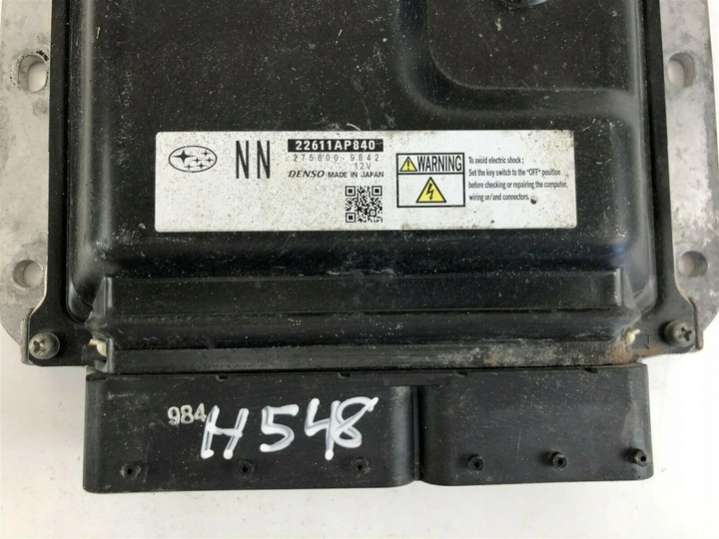 NN
22611AP840
275800-9842
12V
DENSO MADE IN JAPAN
WARNING
To avoid electric shock ;
Set the key switch to the "OFF" position
before checking or repairing the computer,
wiring or/and connectors.
984
H548